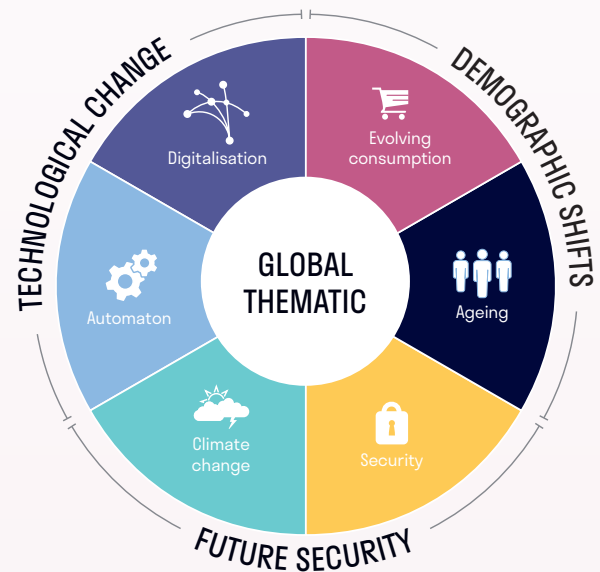 TECHNOLOGICAL CHANGE
DEMOGRAPHIC SHIFTS
Digitalisation
Evolving
consumption
GLOBAL
THEMATIC
Automaton
Ageing
Climate
change
Security
FUTURE SECURITY